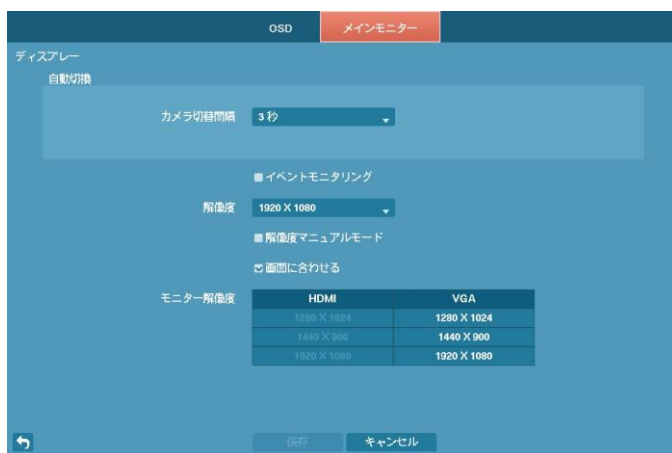 OSD メインモニター
ディスプレー
自動切換
カメラ切替間隔 3 秒
イベントモニタリング
解像度 1920 X 1080
解像度マニュアルモード
画面に合わせる
モニター解像度 HDMI VGA
1280 X 1024 1280 X 1024
1440 X 900 1440 X 900
1920 X 1080 1920 X 1080
保存 キャンセル